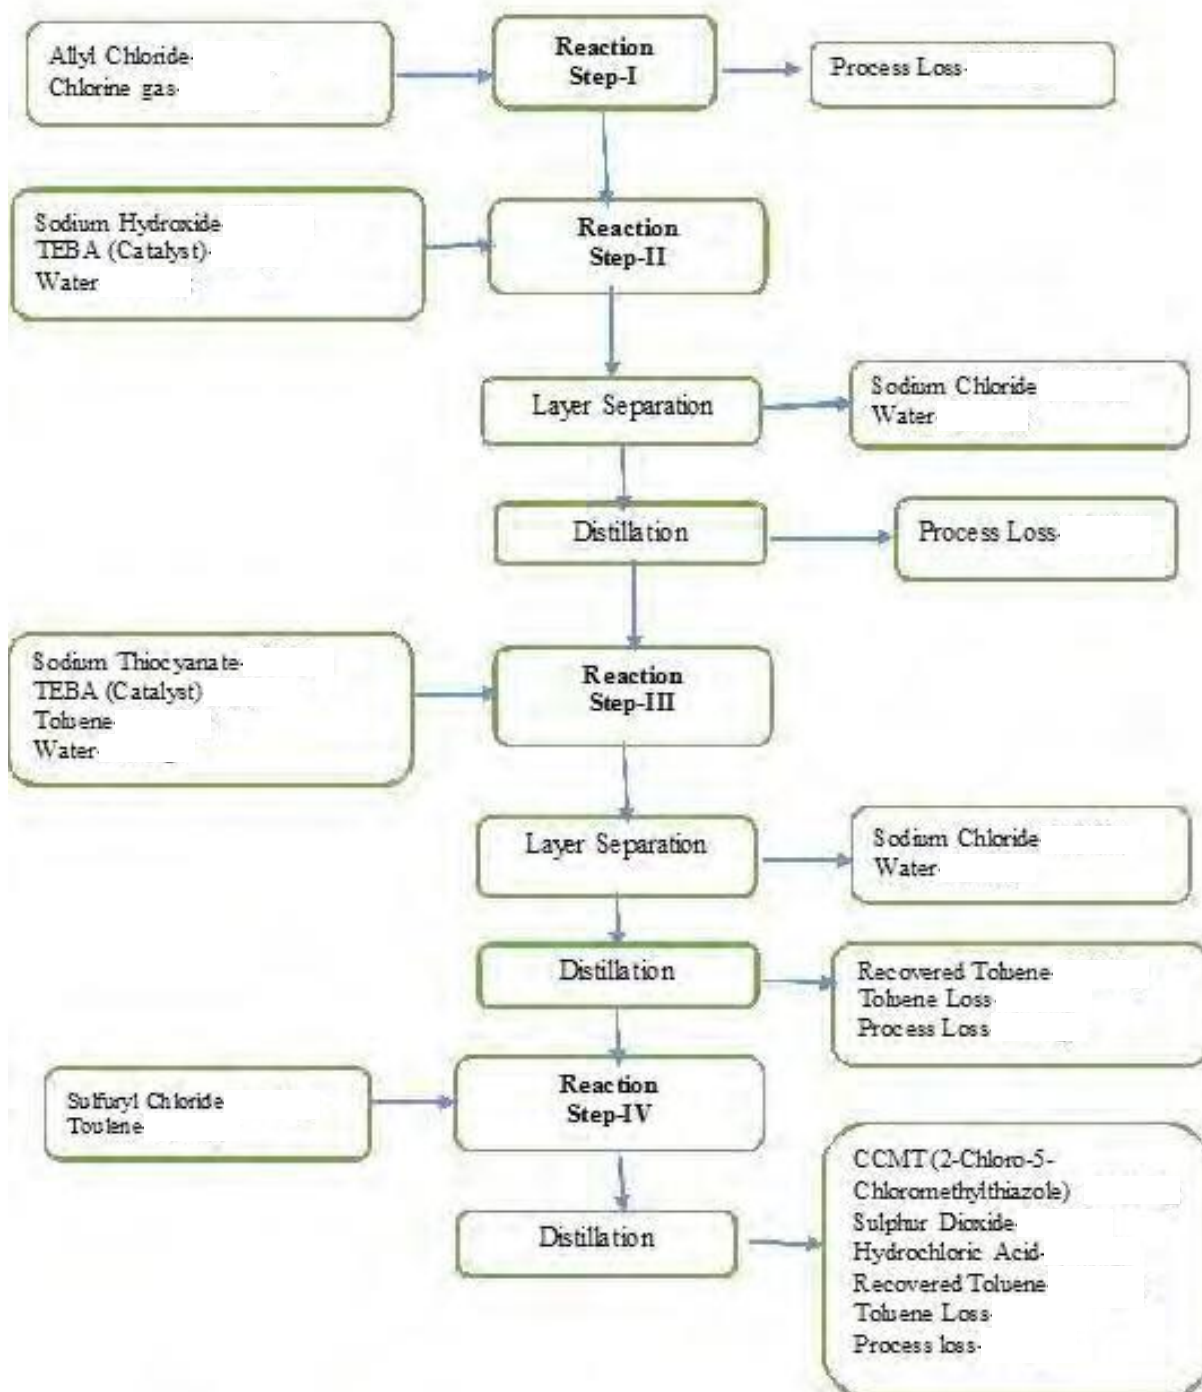 Allyl Chloride-
Chlorine gas-
Reaction
Step-I
Process Loss-
Sodium Hydroxide
TEBA (Catalyst)-
Water
Reaction
Step-II
Layer Separation
Sodium Chloride
Water
Distillation
Process Loss-
Sodium Thiocyanate-
TEBA (Catalyst)
Toluene-
Water-
Reaction
Step-III
Layer Separation
Sodium Chloride
Water-
Distillation
Recovered Toluene-
Toluene Loss-
Process Loss
Sulfuryl Chloride
Toulene-
Reaction
Step-IV
Distillation
CCMT (2-Chloro-5-
Chloromethylthiazole)
Sulphur Dioxide-
Hydrochloric Acid-
Recovered Toluene
Toluene Loss-
Process loss-